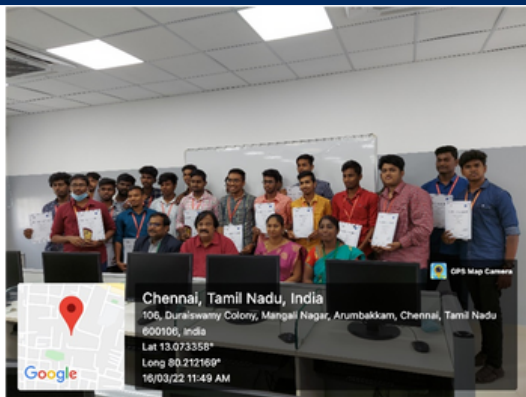 GPS Map Camera
Chennai, Tamil Nadu, India
106, Duraiswamy Colony, Mangali Nagar, Arumbakkam, Chennai, Tamil Nadu
600106, India
Lat 13.073358°
Long 80.212169°
16/03/22 11:49 AM
Google